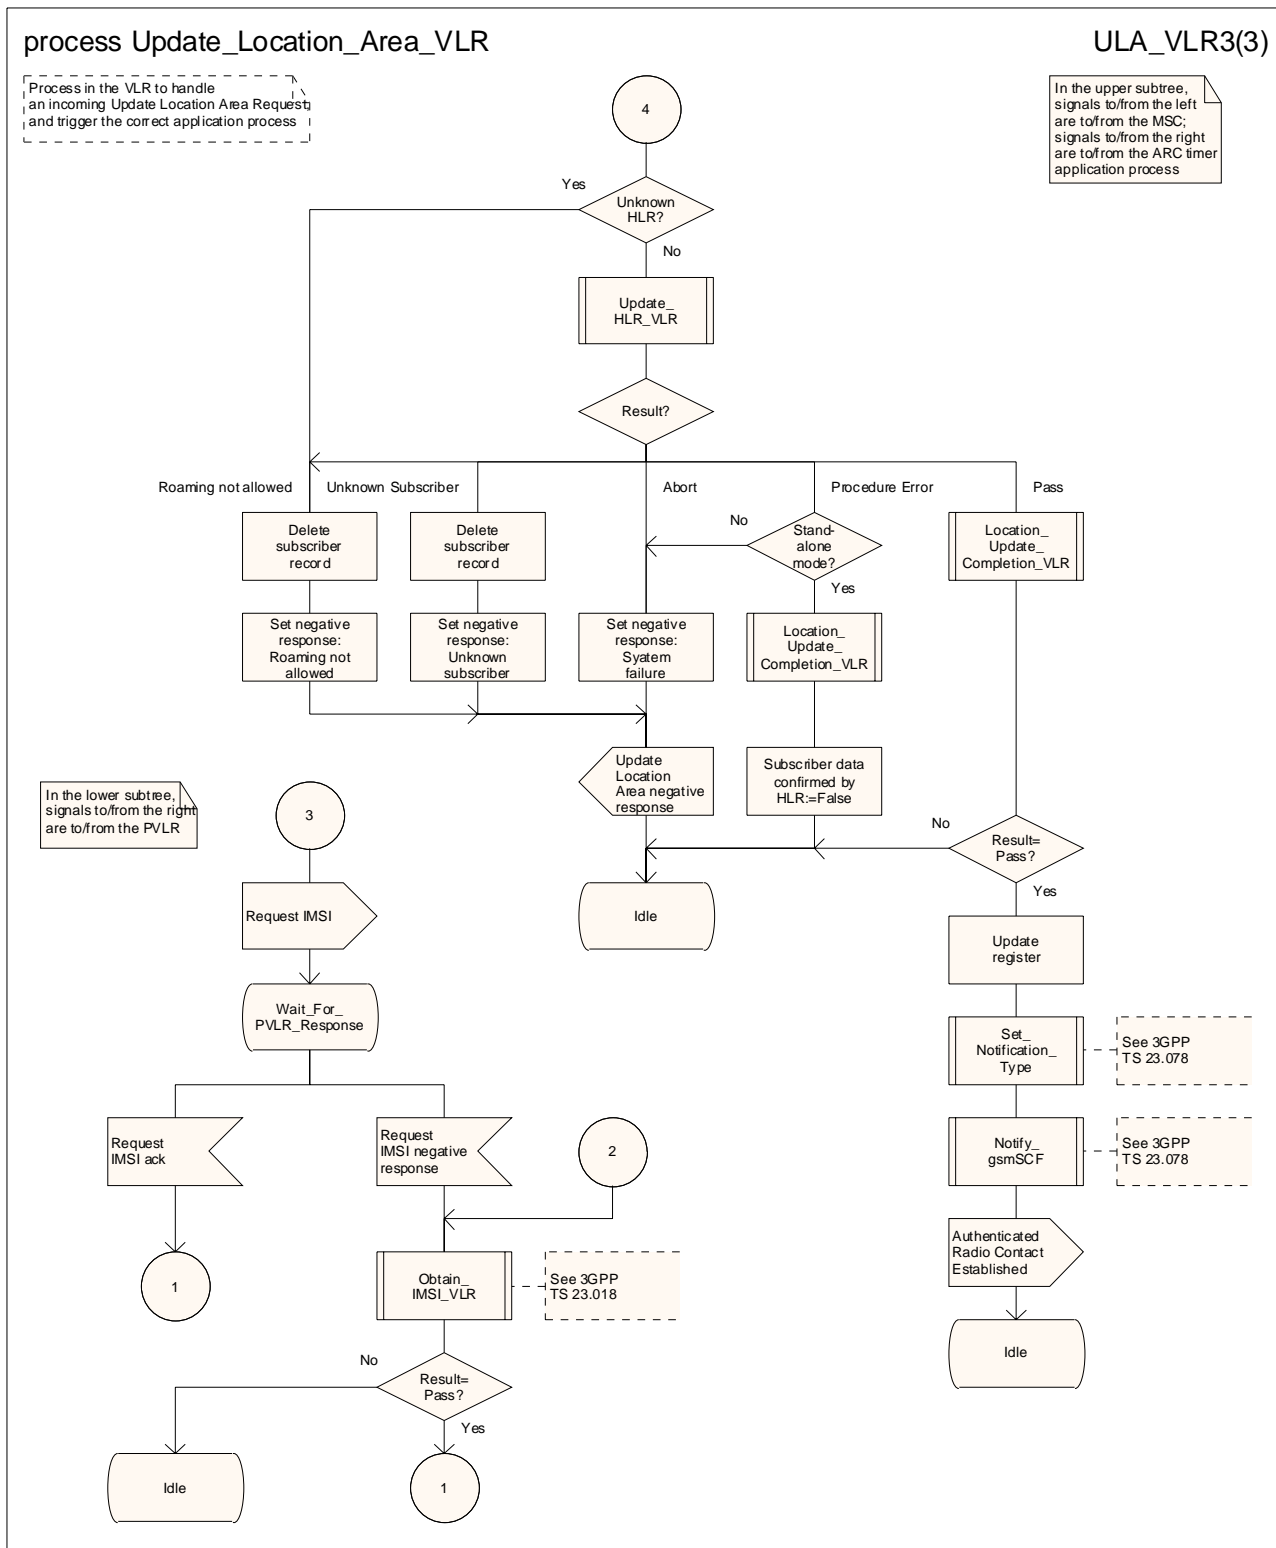 process Update_Location_Area_VLR
ULA_VLR3(3)
Process in the VLR to handle
an incoming Update Location Area Request
and trigger the correct application process
In the upper subtree,
signals to/from the left
are to/from the MSC;
signals to/from the right
are to/from the ARC timer
application process
4
Yes
Unknown
HLR?
No
Update_
HLR_VLR
Result?
Roaming not allowed
Unknown Subscriber
Abort
Procedure Error
Pass
Delete
subscriber
record
Delete
subscriber
record
No
Stand-
alone
mode?
Yes
Location_
Update_
Completion_VLR
Set negative
response:
Roaming not
allowed
Set negative
response:
Unknown
subscriber
Set negative
response:
System
failure
Location_
Update_
Completion_VLR
Update
Location
Area negative
response
Subscriber data
confirmed by
HLR:=False
In the lower subtree,
signals to/from the right
are to/from the PVLR
3
No
Result=
Pass?
Yes
Request IMSI
Idle
Update
register
Wait_For_
PVLR_Response
Set_
Notification_
Type
See 3GPP
TS 23.078
Request
IMSI ack
Request
IMSI negative
response
2
Notify_
gsmSCF
See 3GPP
TS 23.078
1
Obtain_
IMSI_VLR
See 3GPP
TS 23.018
Authenticated
Radio Contact
Established
No
Result=
Pass?
Yes
Idle
Idle
1